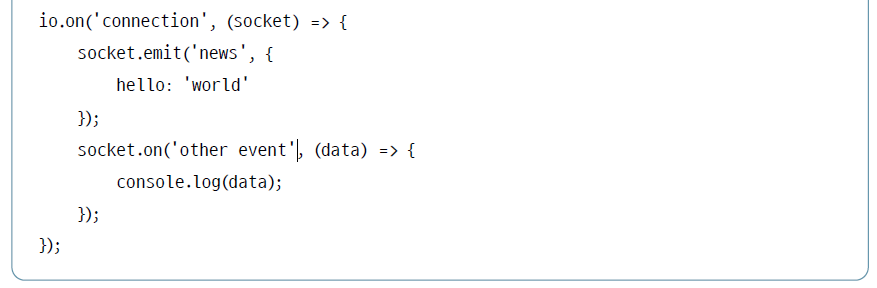 io.on('connection', (socket) => {
socket.emit('news', {
hello: 'world'
});
socket.on('other event', (data) => {
console.log(data);
});
});